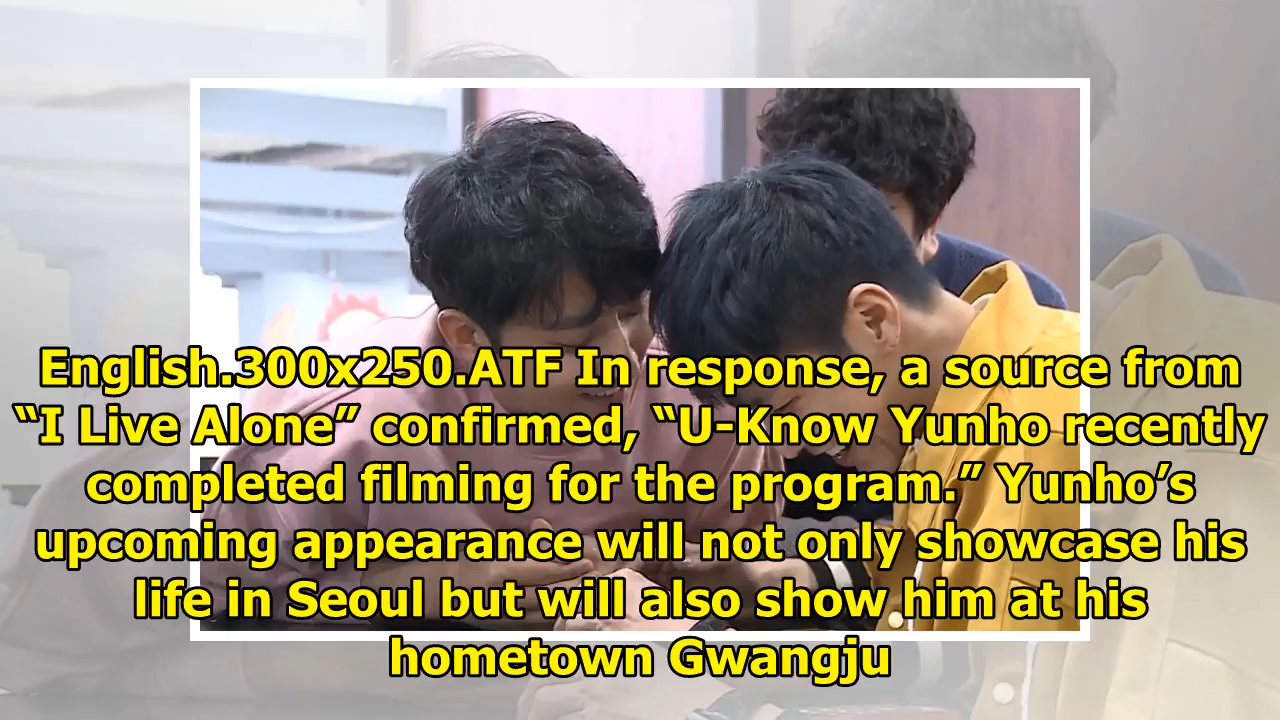 English.300x250.ATF In response, a source from
“I Live Alone” confirmed, “U-Know Yunho recently
completed filming for the program.” Yunho’s
upcoming appearance will not only showcase his
life in Seoul but will also show him at his
hometown Gwangju